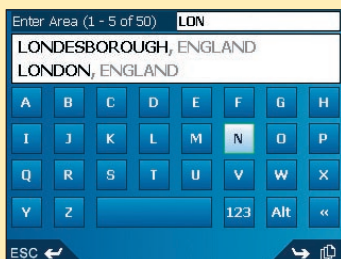 Enter Area (1 - 5 of 50) LON
LONDESBOROUGH, ENGLAND
LONDON, ENGLAND
A B C D E F G H
I J K L M N O P
Q R S T U V W X
Y Z 123 Alt «
ESC